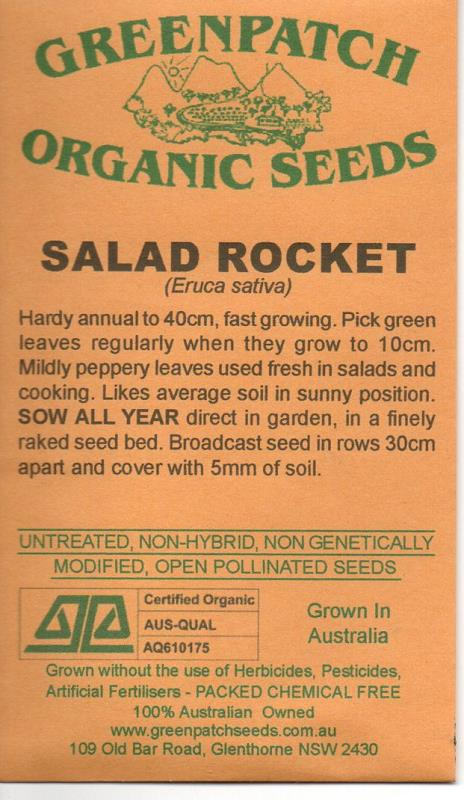 GREENPATCH
ORGANIC SEEDS
SALAD ROCKET
(Eruca sativa)
Hardy annual to 40cm, fast growing. Pick green
leaves regularly when they grow to 10cm.
Mildly peppery leaves used fresh in salads and
cooking. Likes average soil in sunny position.
SOW ALL YEAR direct in garden, in a finely
raked seed bed. Broadcast seed in rows 30cm
apart and cover with 5mm of soil.
UNTREATED, NON-HYBRID, NON GENETICALLY
MODIFIED, OPEN POLLINATED SEEDS
Certified Organic
AUS-QUAL
AQ610175
Grown In
Australia
Grown without the use of Herbicides, Pesticides,
Artificial Fertilisers - PACKED CHEMICAL FREE
100% Australian Owned
www.greenpatchseeds.com.au
109 Old Bar Road, Glenthorne NSW 2430